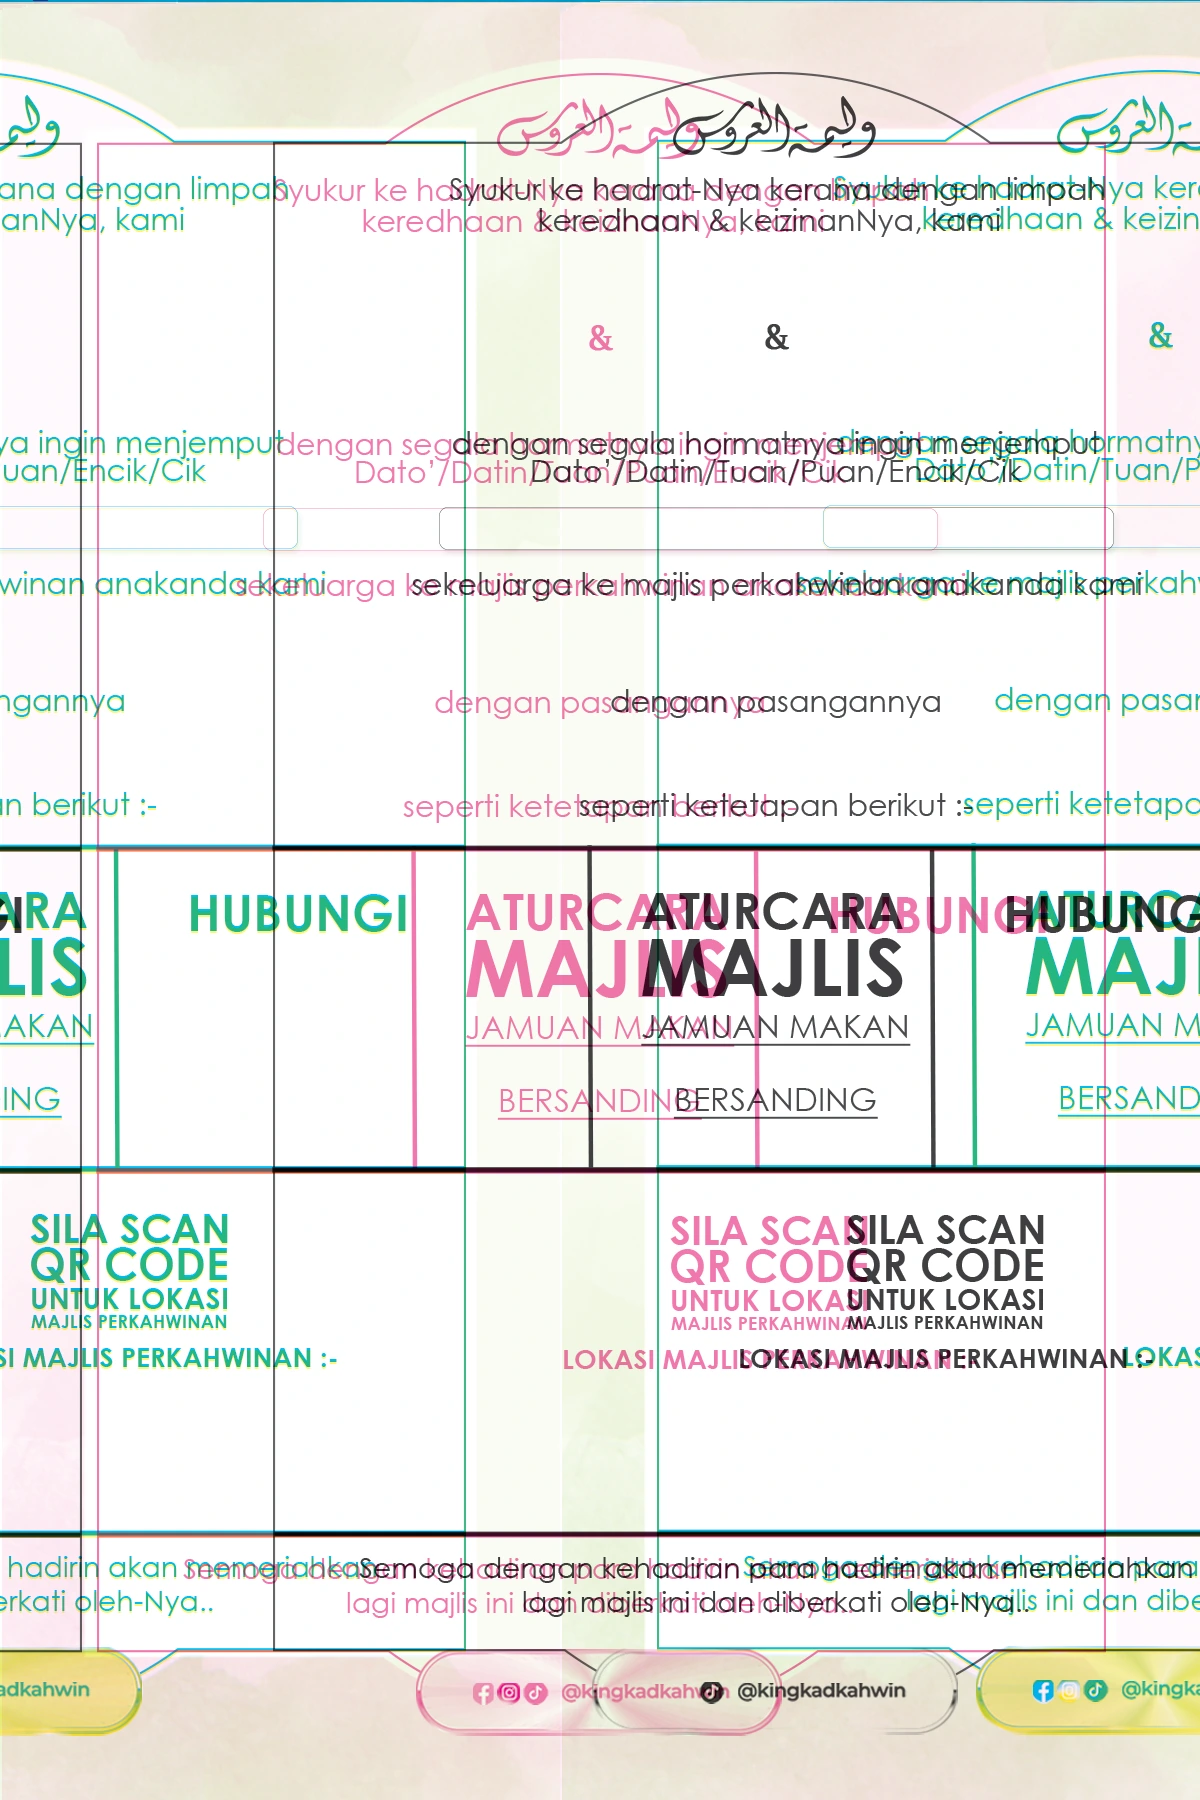 وليمة العروس
Syukur ke hadrat-Nya kerana dengan limpah
keredhaan & keizinanNya, kami
&
dengan segala hormatnya ingin menjemput
Dato'/Datin/Tuan/Puan/Encik/Cik
sekeluarga ke majlis perkahwinan anakanda kami
dengan pasangannya
seperti ketetapan berikut :-
HUBUNGI
ATURCARA
MAJLIS
JAMUAN MAKAN
BERSANDING
HUBUNGI
SILA SCAN
QR CODE
UNTUK LOKASI
MAJLIS PERKAHWINAN
LOKASI MAJLIS PERKAHWINAN :-
Semoga dengan kehadiran para hadirin akan memeriahkan
lagi majlis ini dan diberkati oleh-Nya..
@kingkadkahwin